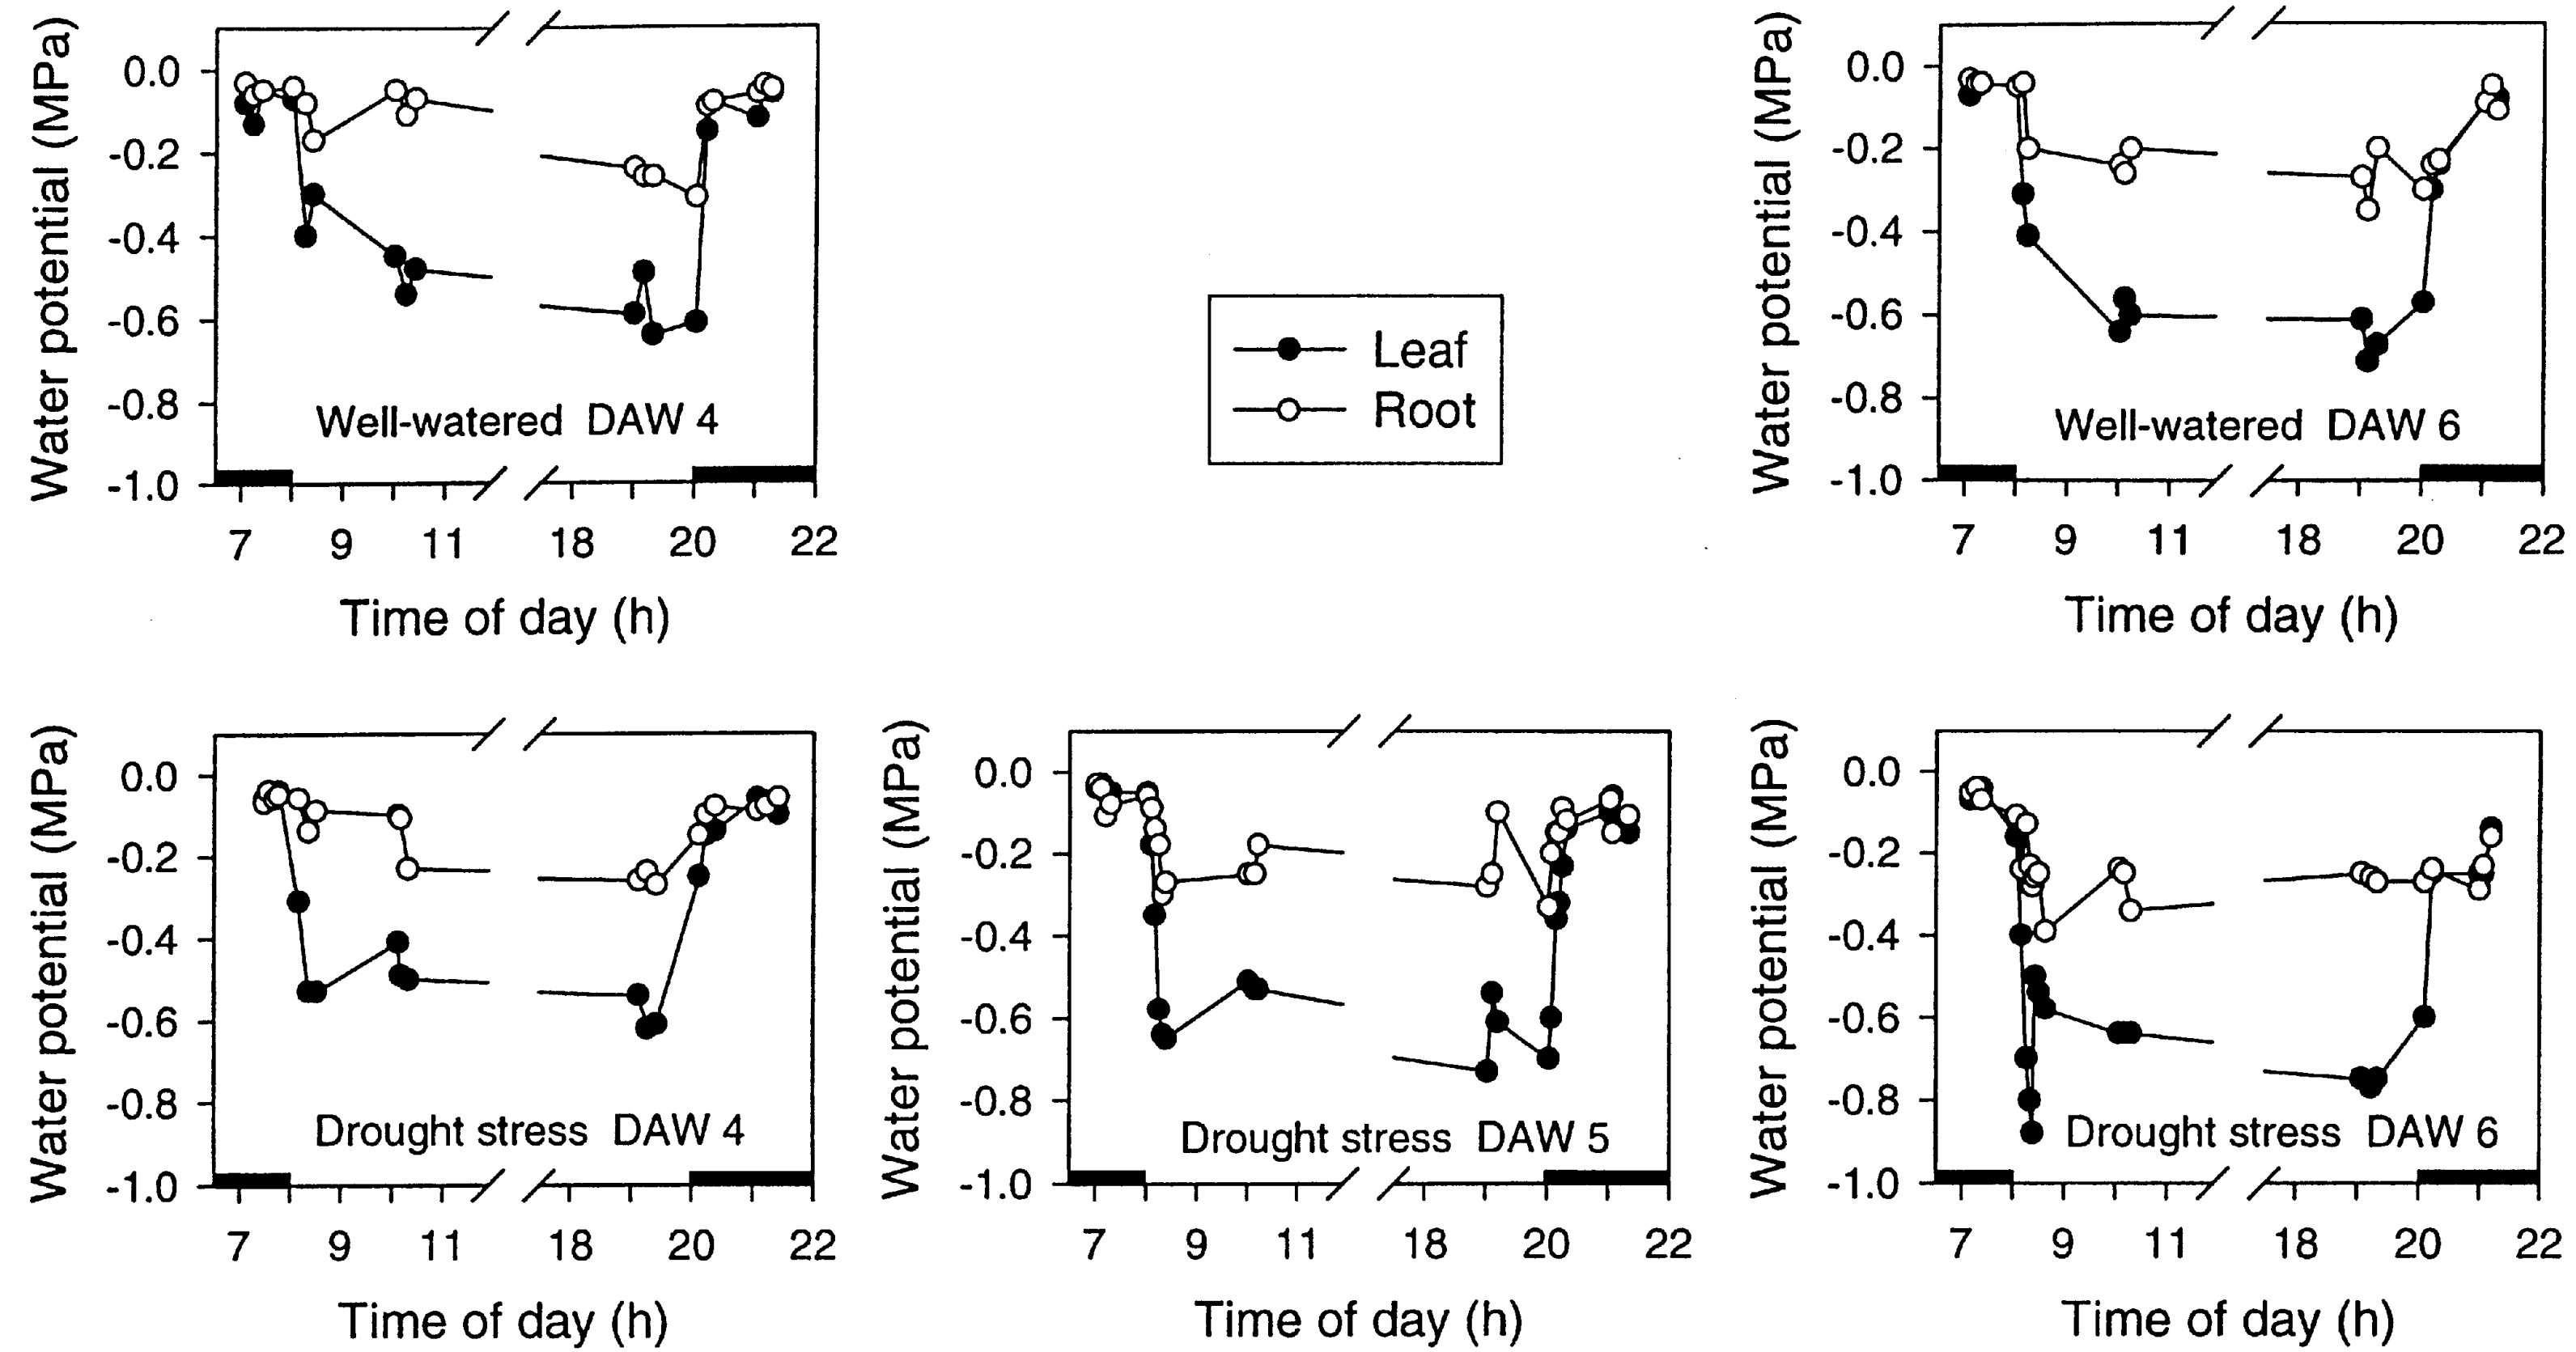 Water potential (MPa)
0.0
-0.2
-0.4
-0.6
-0.8
-1.0
Well-watered DAW 4
7 9 11 18 20 22
Time of day (h)
Leaf
Root
Water potential (MPa)
0.0
-0.2
-0.4
-0.6
-0.8
-1.0
Well-watered DAW 6
7 9 11 18 20 22
Time of day (h)
Water potential (MPa)
0.0
-0.2
-0.4
-0.6
-0.8
-1.0
Drought stress DAW 4
7 9 11 18 20 22
Time of day (h)
Water potential (MPa)
0.0
-0.2
-0.4
-0.6
-0.8
-1.0
Drought stress DAW 5
7 9 11 18 20 22
Time of day (h)
Water potential (MPa)
0.0
-0.2
-0.4
-0.6
-0.8
-1.0
Drought stress DAW 6
7 9 11 18 20 22
Time of day (h)